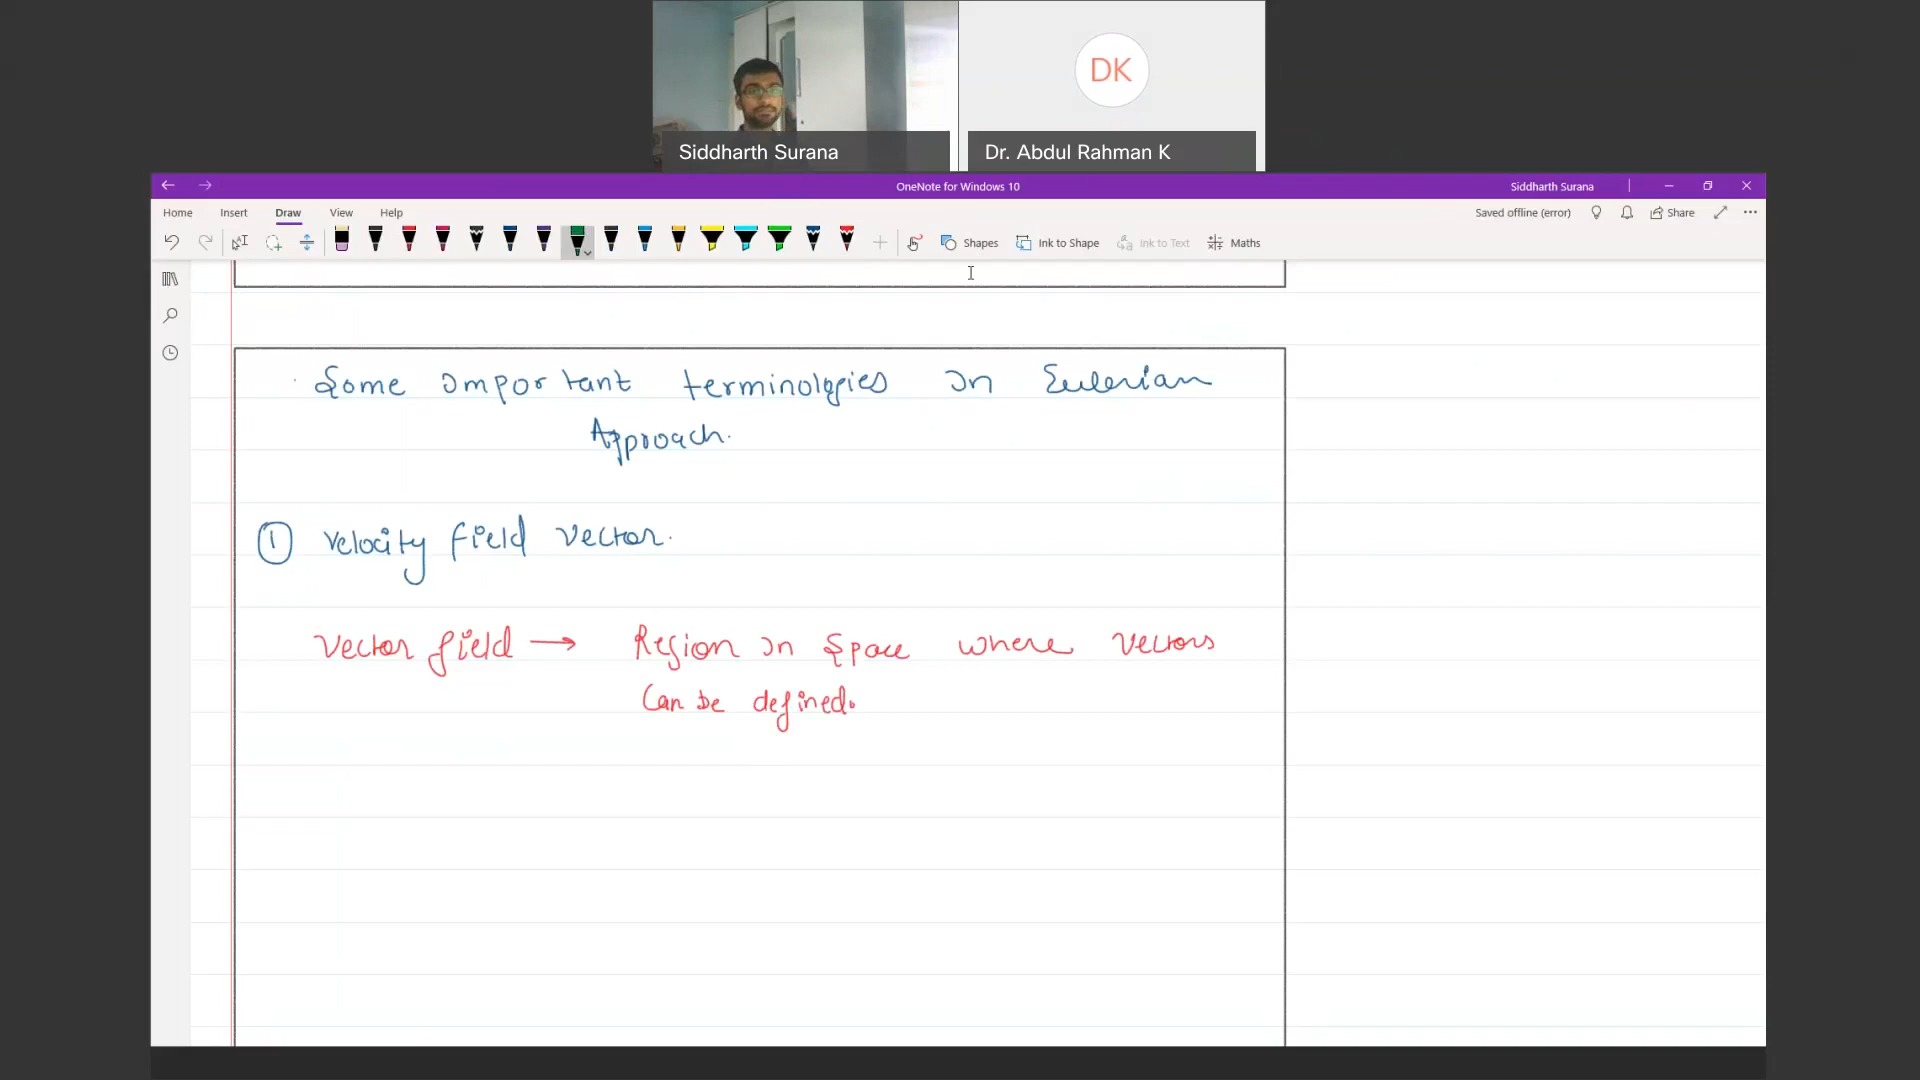 DK
Siddharth Surana
Dr. Abdul Rahman K
OneNote for Windows 10
Siddharth Surana
Home Insert Draw View Help
Saved offline (error)
Share
Shapes
Ink to Shape
Ink to Text
Maths
Some Important terminologies In Eulerian
Approach.
1 Velocity field vector.
Vector field → Region in space where vectors
can be defined.